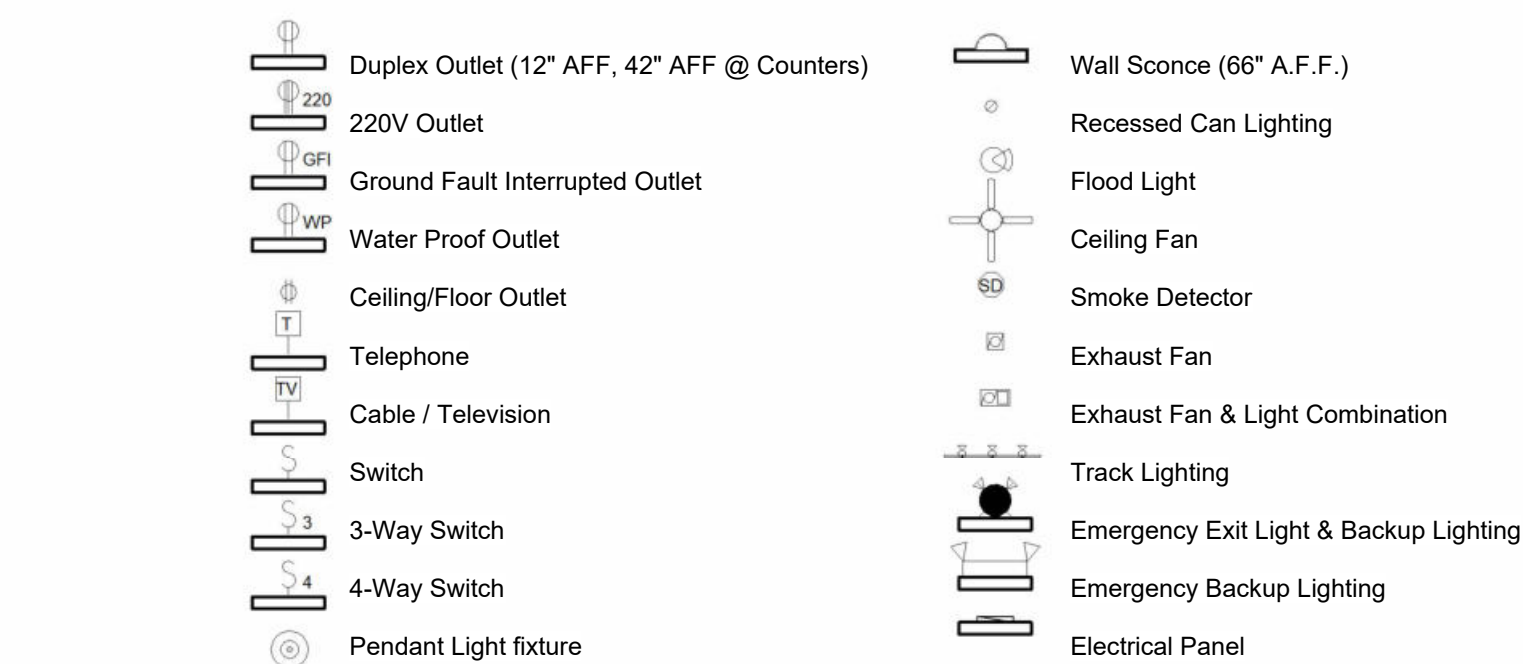 Duplex Outlet (12" AFF, 42" AFF @ Counters)
220
220V Outlet
GFI
Ground Fault Interrupted Outlet
WP
Water Proof Outlet
Ceiling/Floor Outlet
T
Telephone
TV
Cable / Television
S
Switch
S 3
3-Way Switch
S 4
4-Way Switch
Pendant Light fixture
Wall Sconce (66" A.F.F.)
Recessed Can Lighting
Flood Light
Ceiling Fan
SD
Smoke Detector
Exhaust Fan
Exhaust Fan & Light Combination
Track Lighting
Emergency Exit Light & Backup Lighting
Emergency Backup Lighting
Electrical Panel